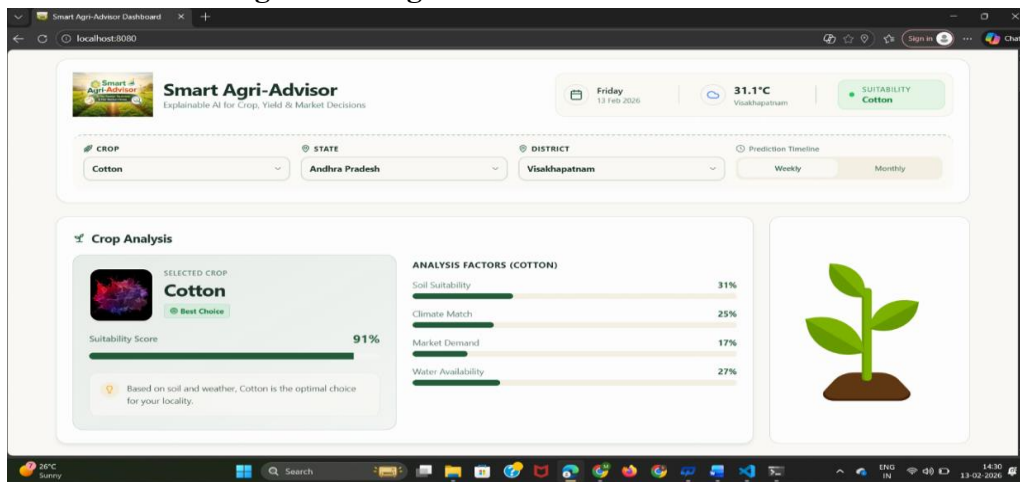 Smart Agri-Advisor Dashboard
localhost:8080
Sign in
Chat
Smart
Agri-Advisor
Smart Agri-Advisor
Explainable AI for Crop, Yield & Market Decisions
Friday
13 Feb 2026
31.1°C
Visakhapatnam
SUITABILITY
Cotton
CROP
STATE
DISTRICT
Prediction Timeline
Cotton
Andhra Pradesh
Visakhapatnam
Weekly
Monthly
Crop Analysis
SELECTED CROP
Cotton
Best Choice
Suitability Score
91%
Based on soil and weather, Cotton is the optimal choice
for your locality.
ANALYSIS FACTORS (COTTON)
Soil Suitability 31%
Climate Match 25%
Market Demand 17%
Water Availability 27%
26°C
Sunny
Search
ENG
IN
14:30
13-02-2026